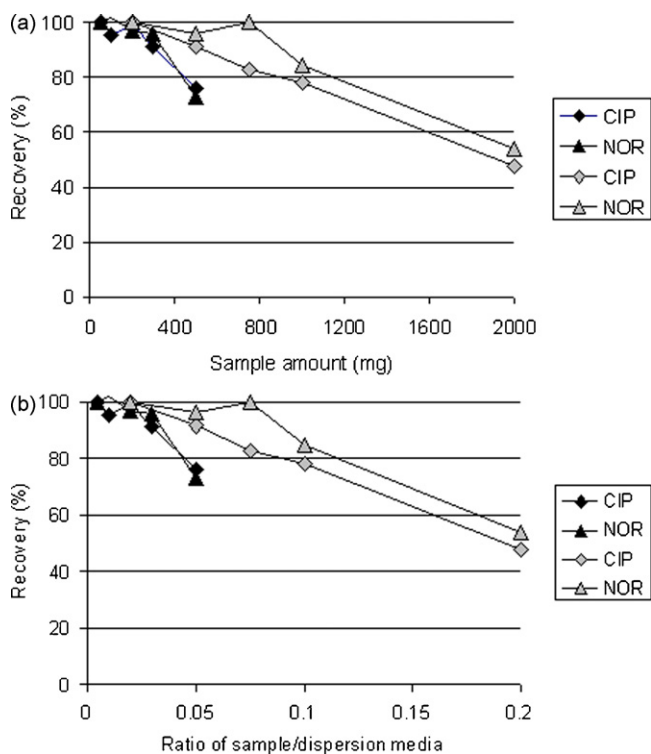 (a)
100
80
60
40
20
0
Recovery (%)
0 400 800 1200 1600 2000
Sample amount (mg)
CIP
NOR
CIP
NOR
(b)
100
80
60
40
20
0
Recovery (%)
0 0.05 0.1 0.15 0.2
Ratio of sample/dispersion media
CIP
NOR
CIP
NOR